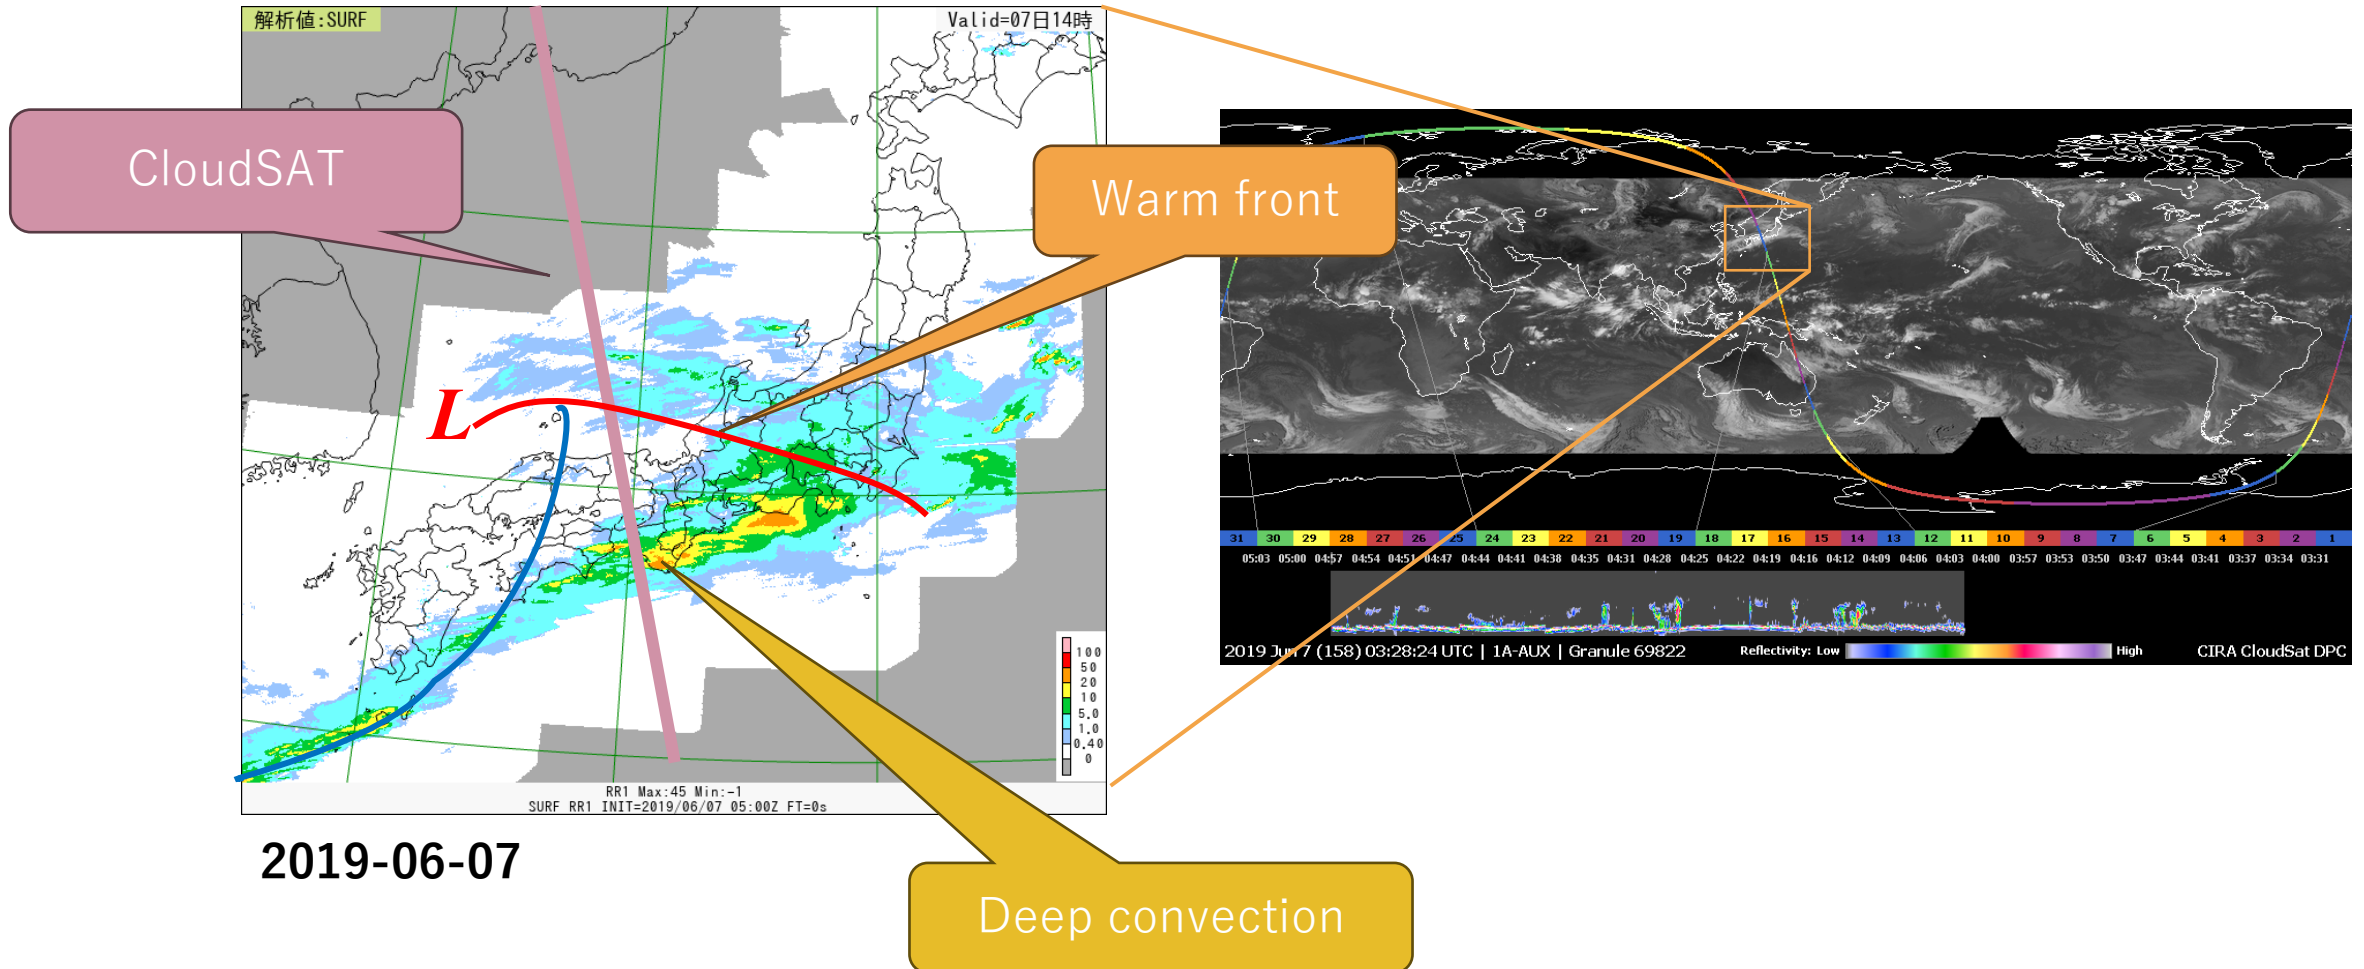 解析値:SURF
Valid=07日14時
CloudSAT
Warm front
L
100
50
20
10
5.0
1.0
0.40
0
RR1 Max:45 Min:-1
SURF RR1 INIT=2019/06/07 05:00Z FT=0s
2019-06-07
Deep convection
31 30 29 28 27 26 25 24 23 22 21 20 19 18 17 16 15 14 13 12 11 10 9 8 7 6 5 4 3 2 1
05:03 05:00 04:57 04:54 04:51 04:47 04:44 04:41 04:38 04:35 04:31 04:28 04:25 04:22 04:19 04:16 04:12 04:09 04:06 04:03 04:00 03:57 03:53 03:50 03:47 03:44 03:41 03:37 03:34 03:31
2019 Jun 7 (158) 03:28:24 UTC | 1A-AUX | Granule 69822
Reflectivity: Low
High
CIRA CloudSat DPC